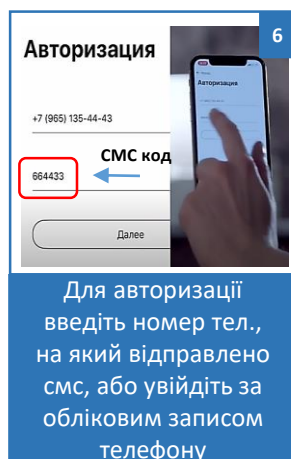 6
Авторизация
+7 (965) 135-44-43
СМС код
664433
Далее
Авторизация
Для авторизації
введіть номер тел.,
на який відправлено
смс, або увійдіть за
обліковим записом
телефону